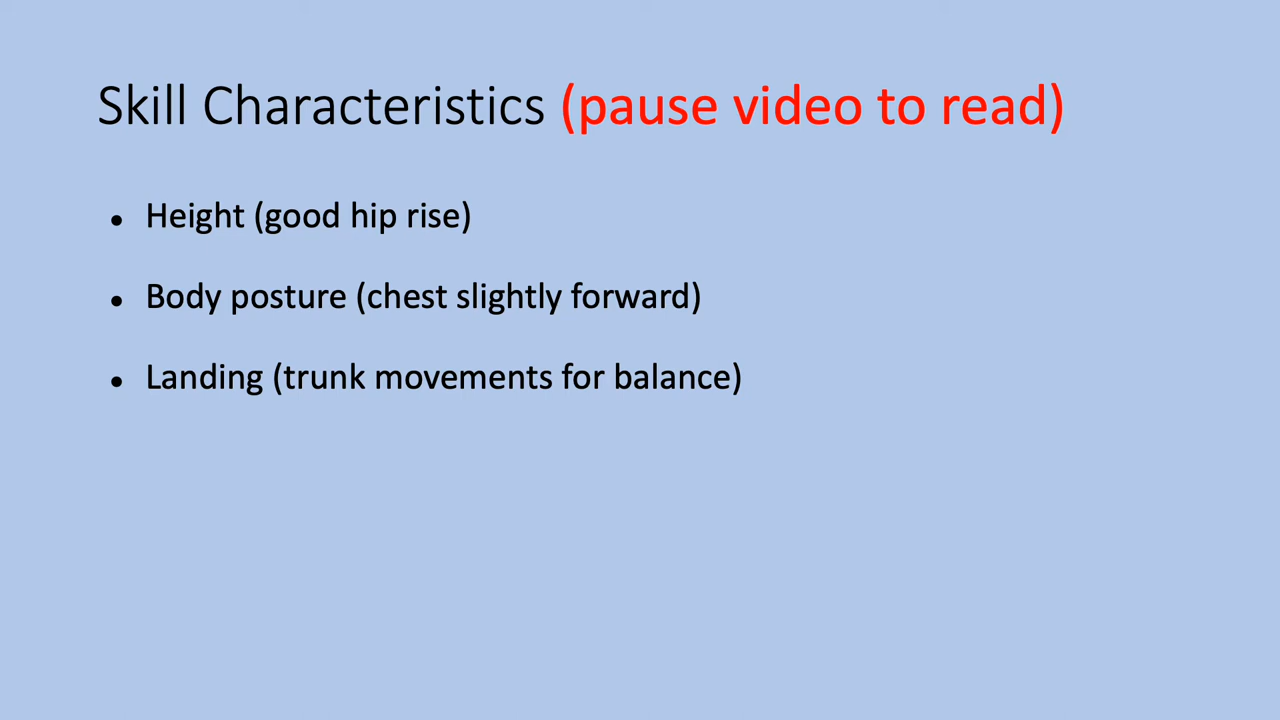 Skill Characteristics (pause video to read)
• Height (good hip rise)
• Body posture (chest slightly forward)
• Landing (trunk movements for balance)